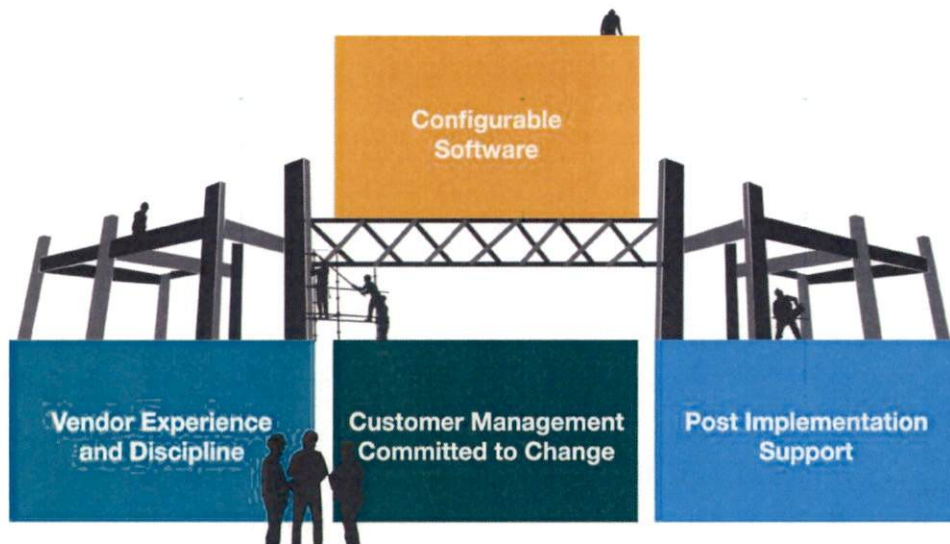 Configurable
Software
Vendor Experience
and Discipline
Customer Management
Committed to Change
Post Implementation
Support